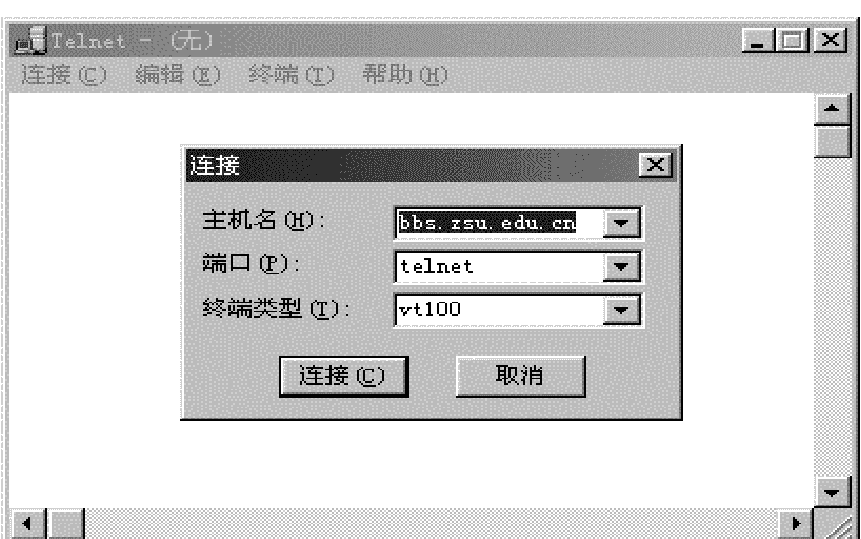 Telnet - (无)
连接(C) 编辑(E) 终端(T) 帮助(H)
连接
主机名(H): bbs.zsu.edu.cn
端口(P): telnet
终端类型(T): vt100
连接(C) 取消